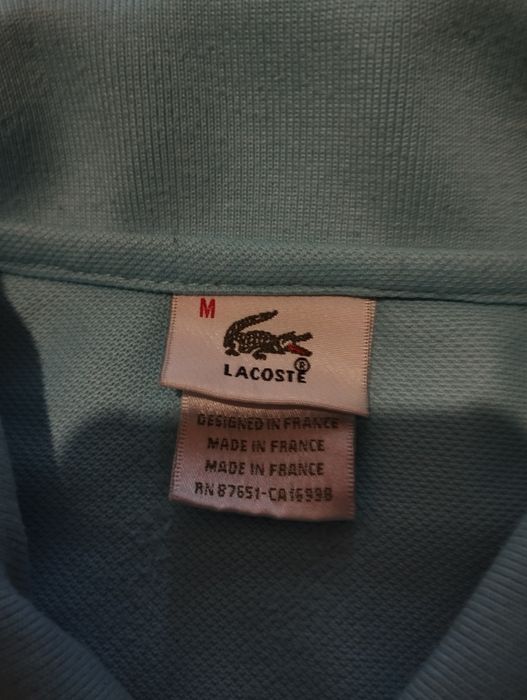 M
LACOSTE
®
DESIGNED IN FRANCE
MADE IN FRANCE
MADE IN FRANCE
RN 87651-CA16998